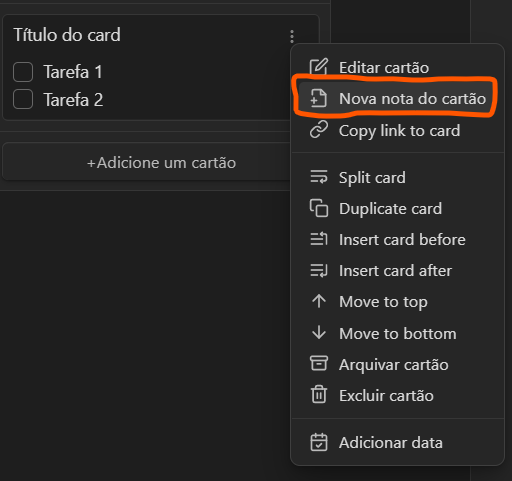 Título do card
Tarefa 1
Tarefa 2
+Adicione um cartão
Editar cartão
Nova nota do cartão
Copy link to card
Split card
Duplicate card
Insert card before
Insert card after
Move to top
Move to bottom
Arquivar cartão
Excluir cartão
Adicionar data